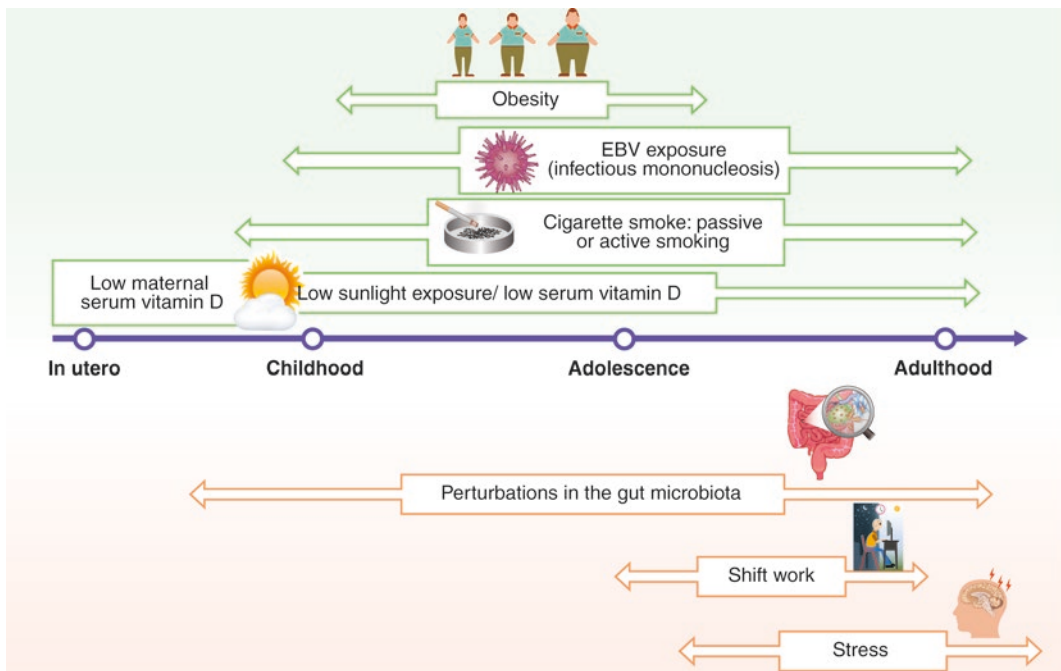 Obesity
EBV exposure
(infectious mononucleosis)
Cigarette smoke: passive
or active smoking
Low maternal
serum vitamin D
Low sunlight exposure/ low serum vitamin D
In utero
Childhood
Adolescence
Adulthood
Perturbations in the gut microbiota
Shift work
Stress